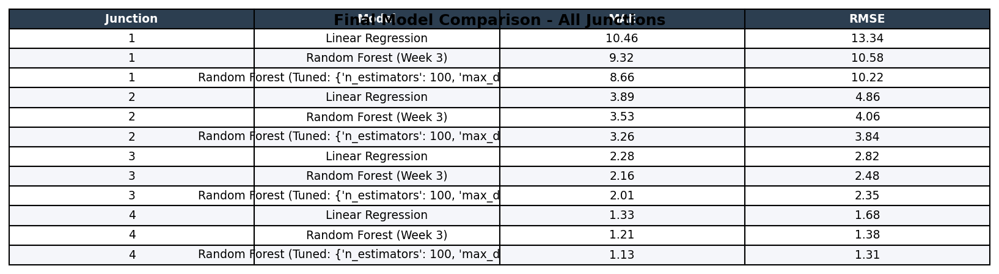 Final Model Comparison - All Junctions
Junction Model MAE RMSE
1 Linear Regression 10.46 13.34
1 Random Forest (Week 3) 9.32 10.58
1 Random Forest (Tuned: {'n_estimators': 100, 'max_d 8.66 10.22
2 Linear Regression 3.89 4.86
2 Random Forest (Week 3) 3.53 4.06
2 Random Forest (Tuned: {'n_estimators': 100, 'max_d 3.26 3.84
3 Linear Regression 2.28 2.82
3 Random Forest (Week 3) 2.16 2.48
3 Random Forest (Tuned: {'n_estimators': 100, 'max_d 2.01 2.35
4 Linear Regression 1.33 1.68
4 Random Forest (Week 3) 1.21 1.38
4 Random Forest (Tuned: {'n_estimators': 100, 'max_d 1.13 1.31